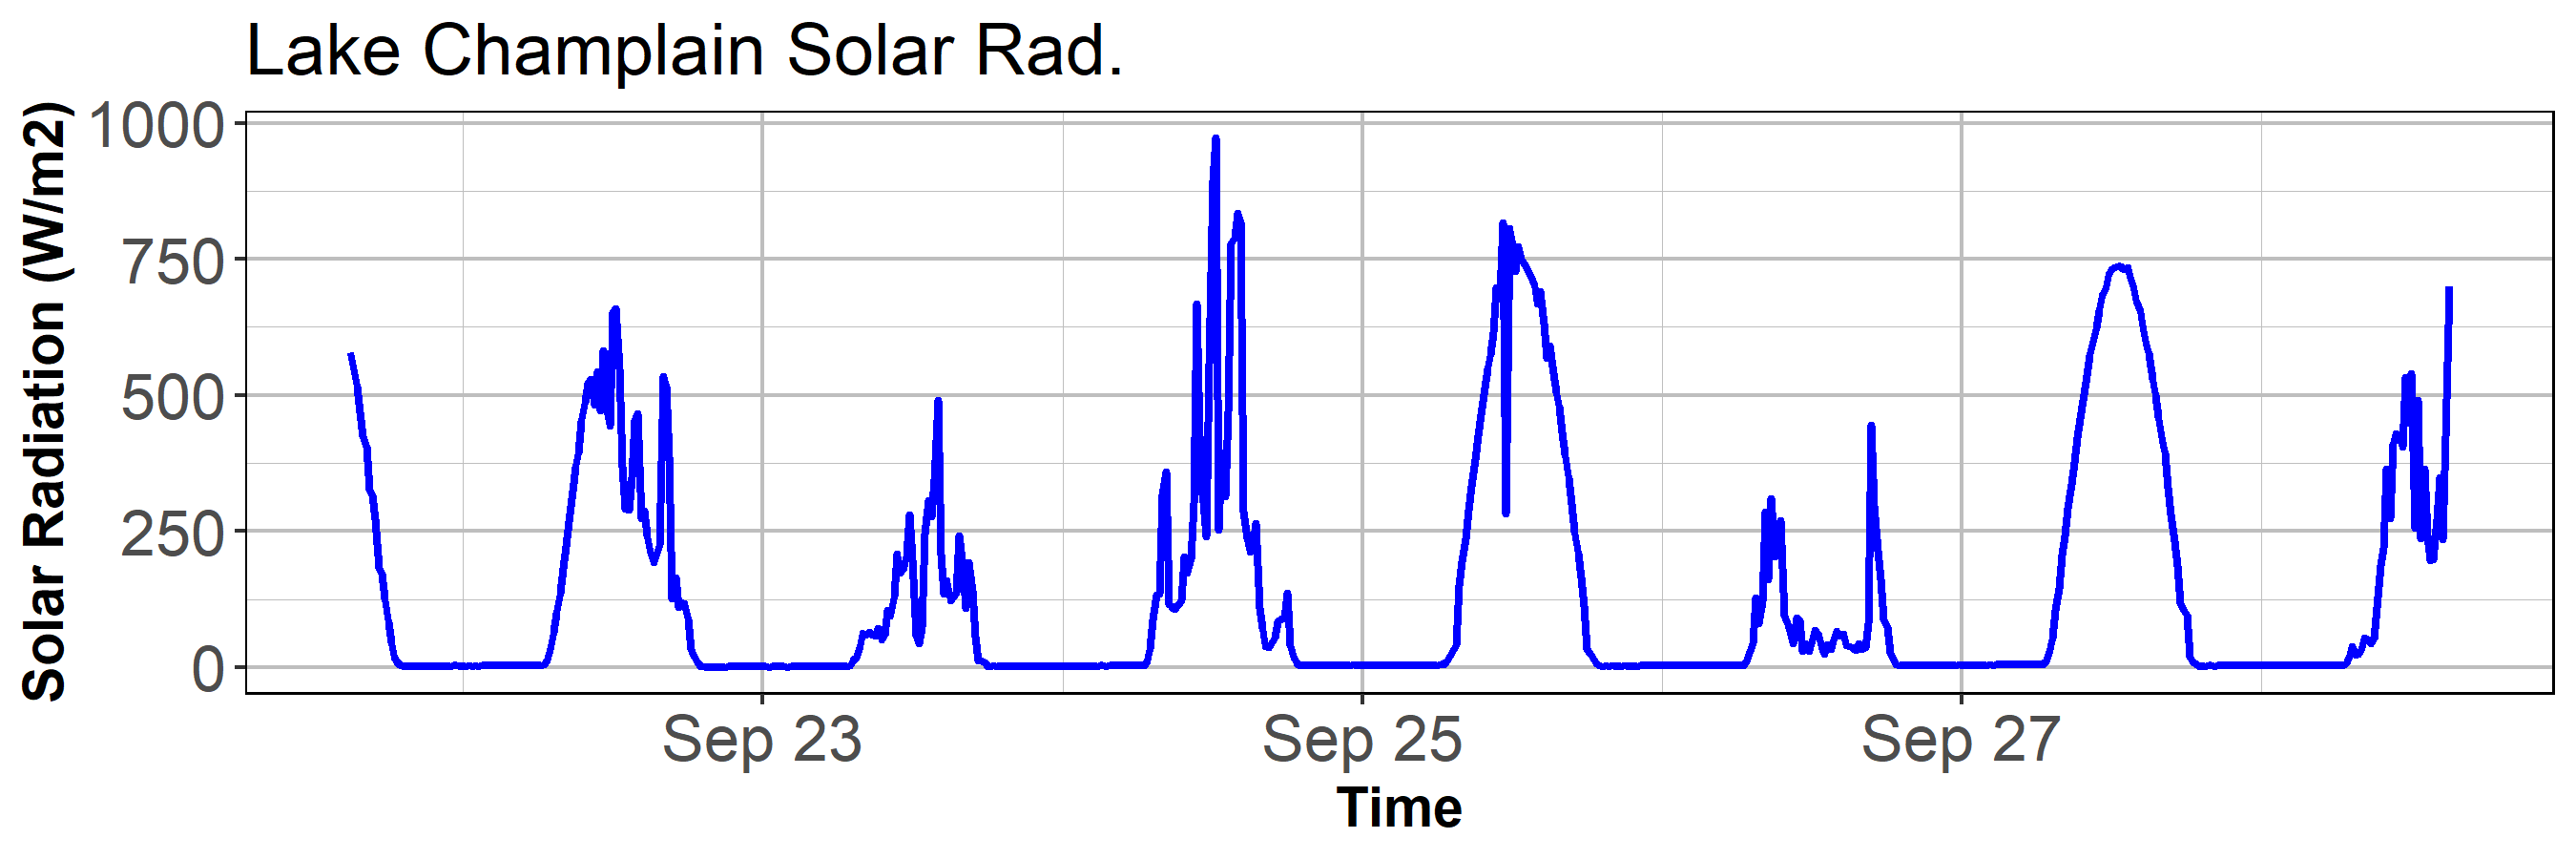 Lake Champlain Solar Rad.
Solar Radiation (W/m2)
1000
750
500
250
0
Sep 23 Sep 25 Sep 27
Time